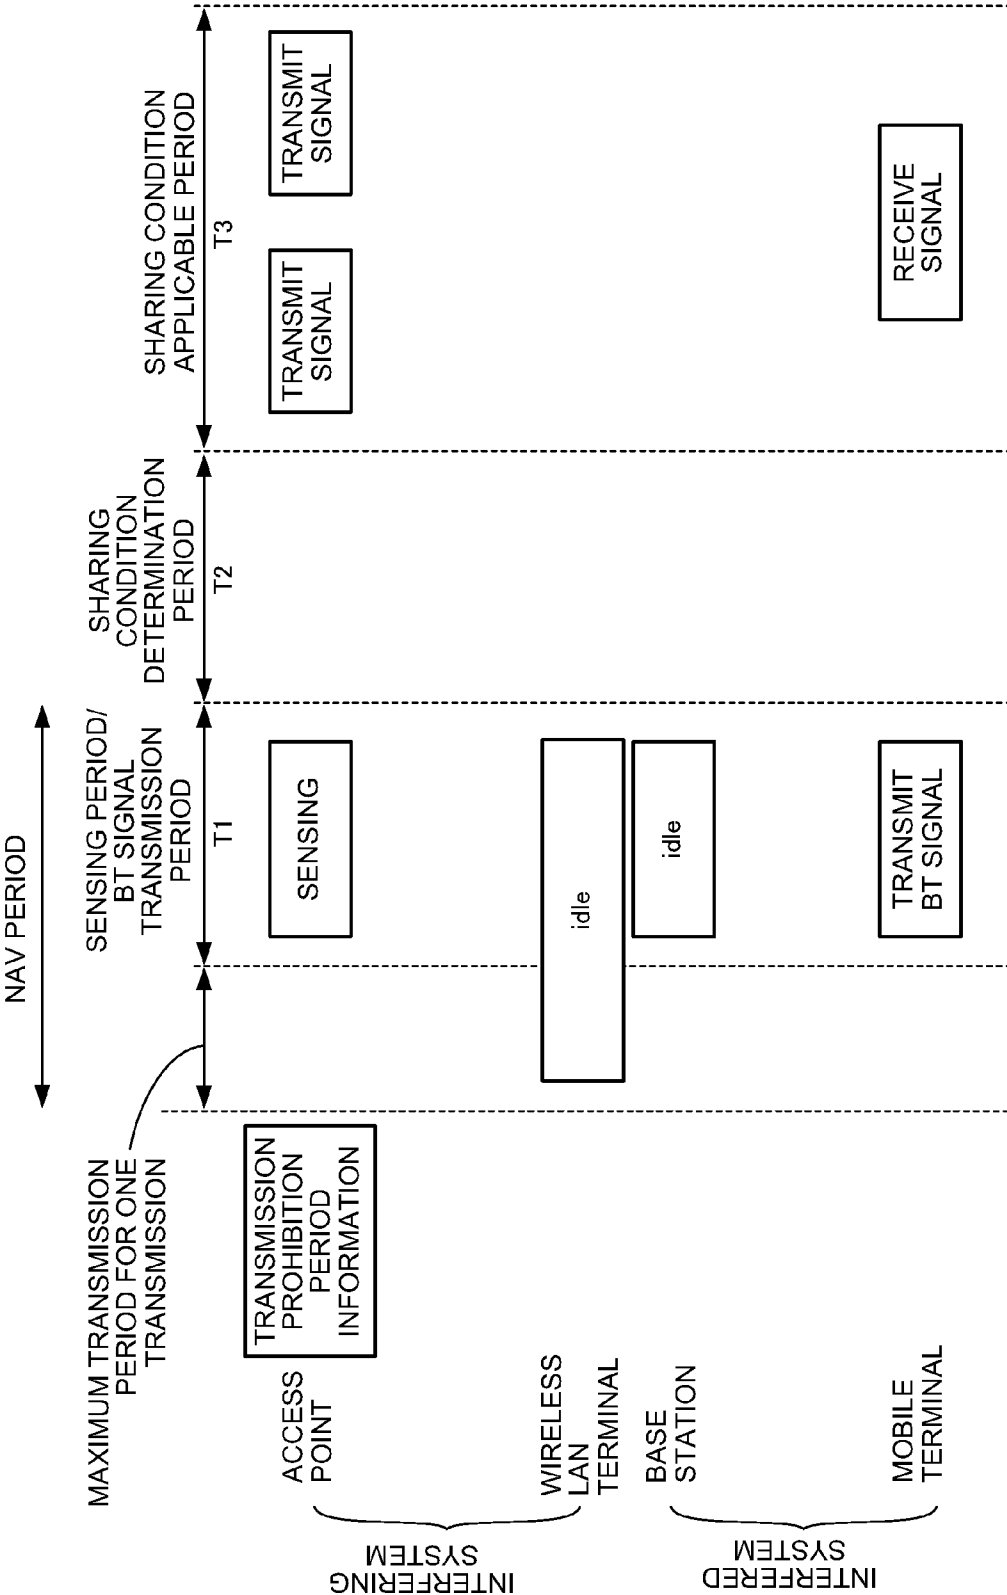 NAV PERIOD
MAXIMUM TRANSMISSION
PERIOD FOR ONE
TRANSMISSION
SENSING PERIOD/
BT SIGNAL
TRANSMISSION
PERIOD
T1
SHARING
CONDITION
DETERMINATION
PERIOD
T2
SHARING CONDITION
APPLICABLE PERIOD
T3
INTERFERING
SYSTEM
ACCESS
POINT
TRANSMISSION
PROHIBITION
PERIOD
INFORMATION
SENSING
TRANSMIT
SIGNAL
TRANSMIT
SIGNAL
WIRELESS
LAN
TERMINAL
idle
INTERFERED
SYSTEM
BASE
STATION
idle
MOBILE
TERMINAL
TRANSMIT
BT SIGNAL
RECEIVE
SIGNAL